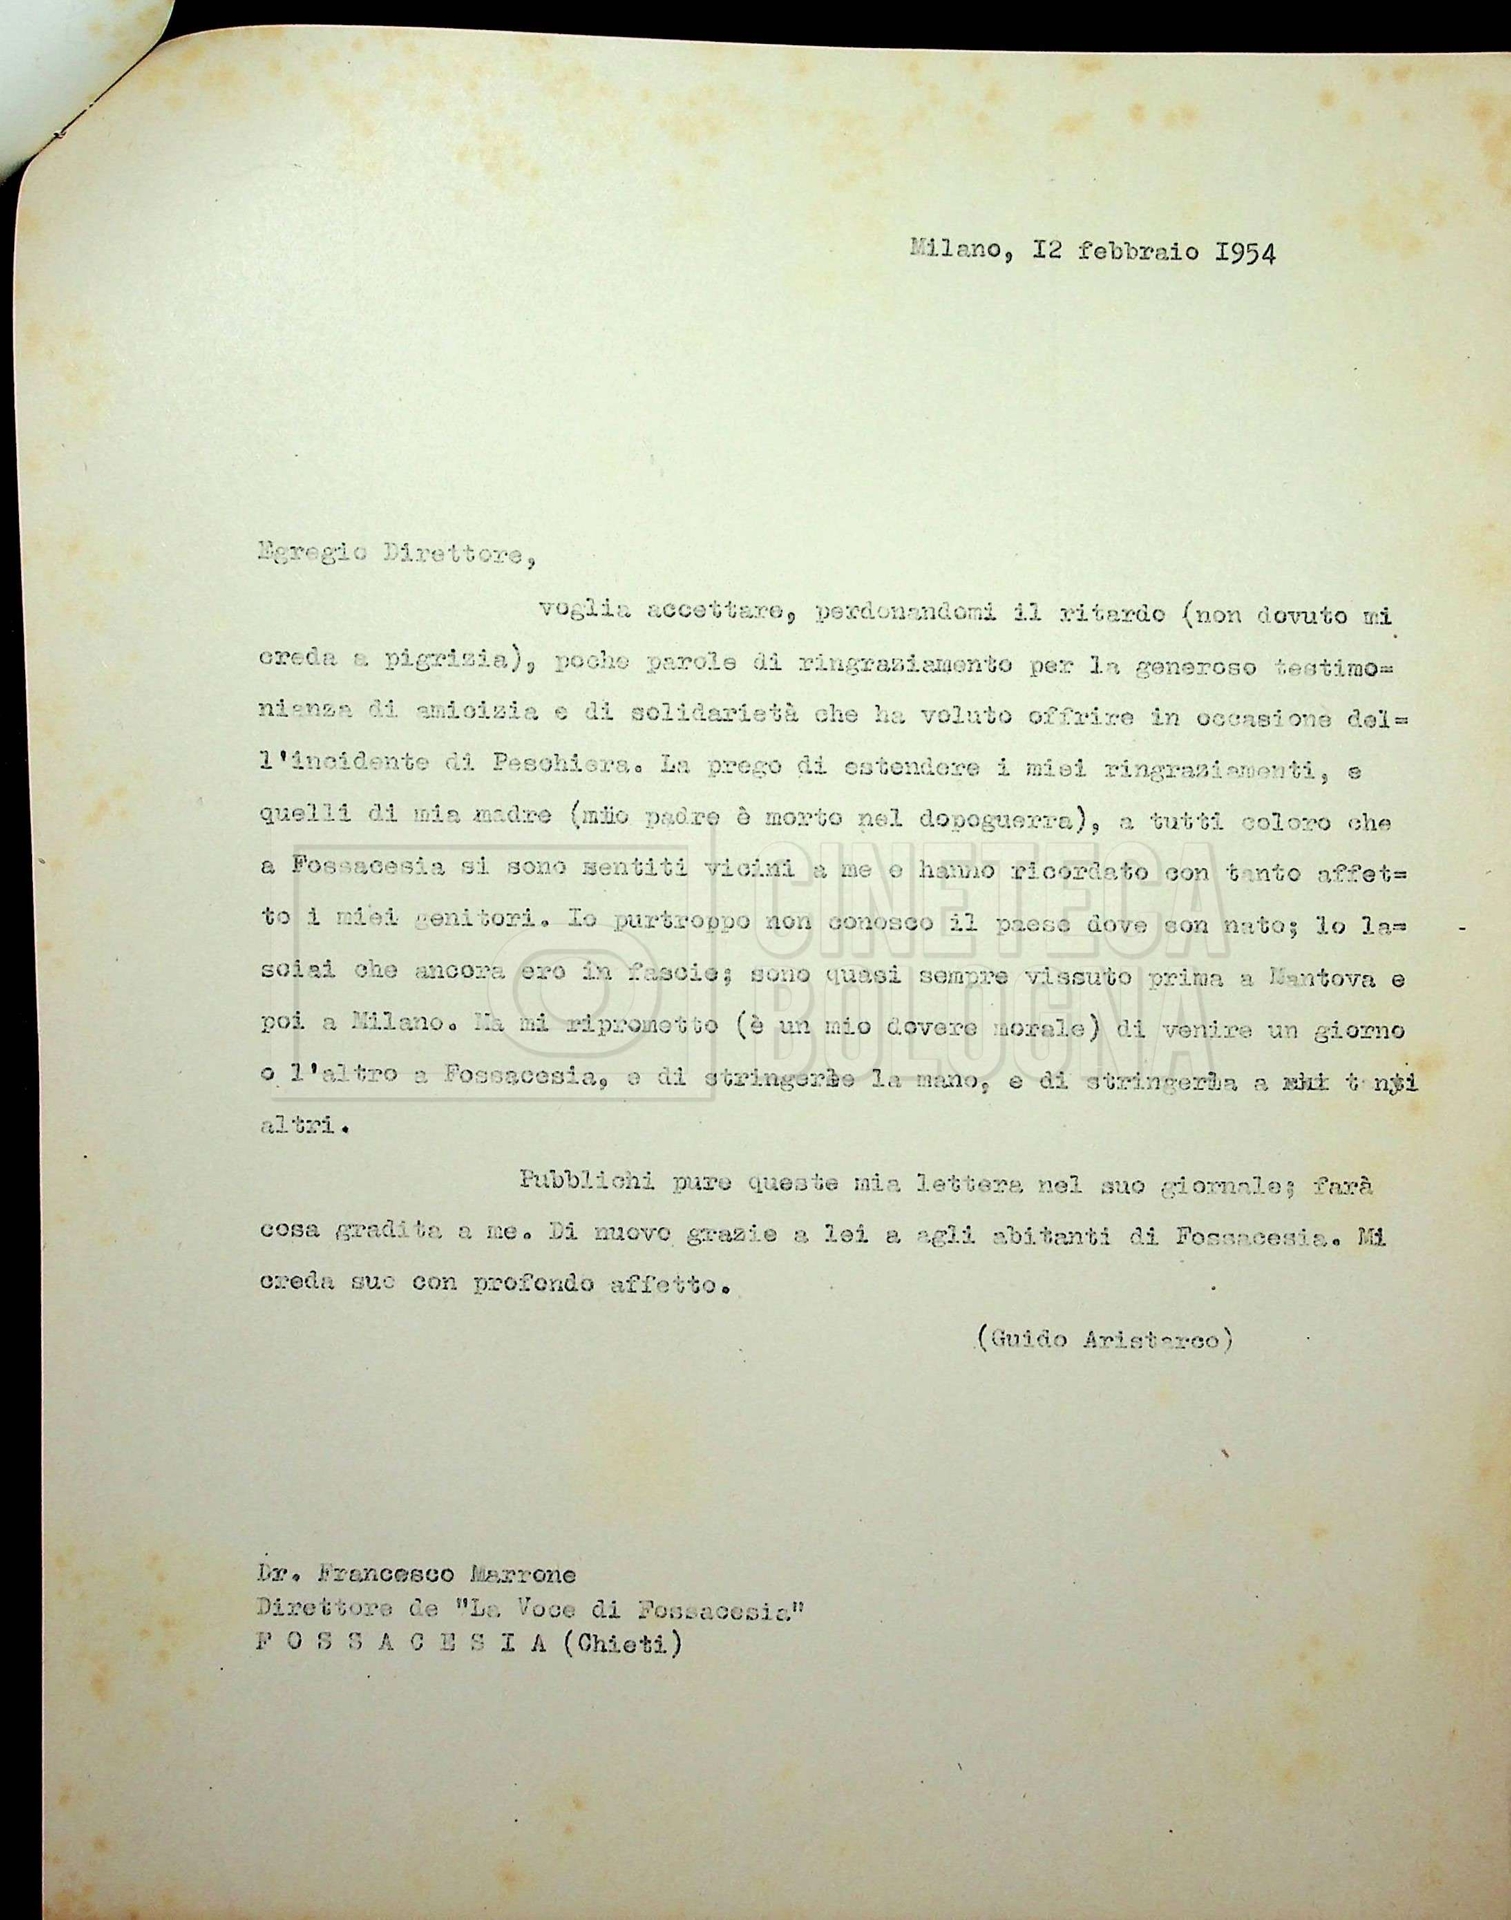 Milano, I2 febbraio I954
Egregio Direttore,
voglia accettare, perdonandomi il ritardo (non dovuto mi
creda a pigrizia), poche parole di ringraziamento per la generoso testimo=
nianza di amicizia e di solidarietà che ha voluto offrire in occasione del=
l'incidente di Peschiera. La prego di estendere i miei ringraziamenti, e
quelli di mia madre (mio padre è morto nel dopoguerra), a tutti coloro che
a Fossacesia si sono sentiti vicini a me e hanno ricordato con tanto affet=
to i miei genitori. Io purtroppo non conosco il paese dove son nato; lo la=
sciai che ancora ero in fascie; sono quasi sempre vissuto prima a Mantova e
poi a Milano. Ma mi riprometto (è un mio dovere morale) di venire un giorno
o l'altro a Fossacesia, e di stringerle la mano, e di stringerla a tanti
altri.
Pubblichi pure queste mia lettera nel suo giornale; farà
cosa gradita a me. Di nuovo grazie a lei a agli abitanti di Fossacesia. Mi
creda suo con profondo affetto.
(Guido Aristarco)
Dr. Francesco Marrone
Direttore de "La Voce di Fossacesia"
F O S S A C E S I A (Chieti)
CINETECA
BOLOGNA